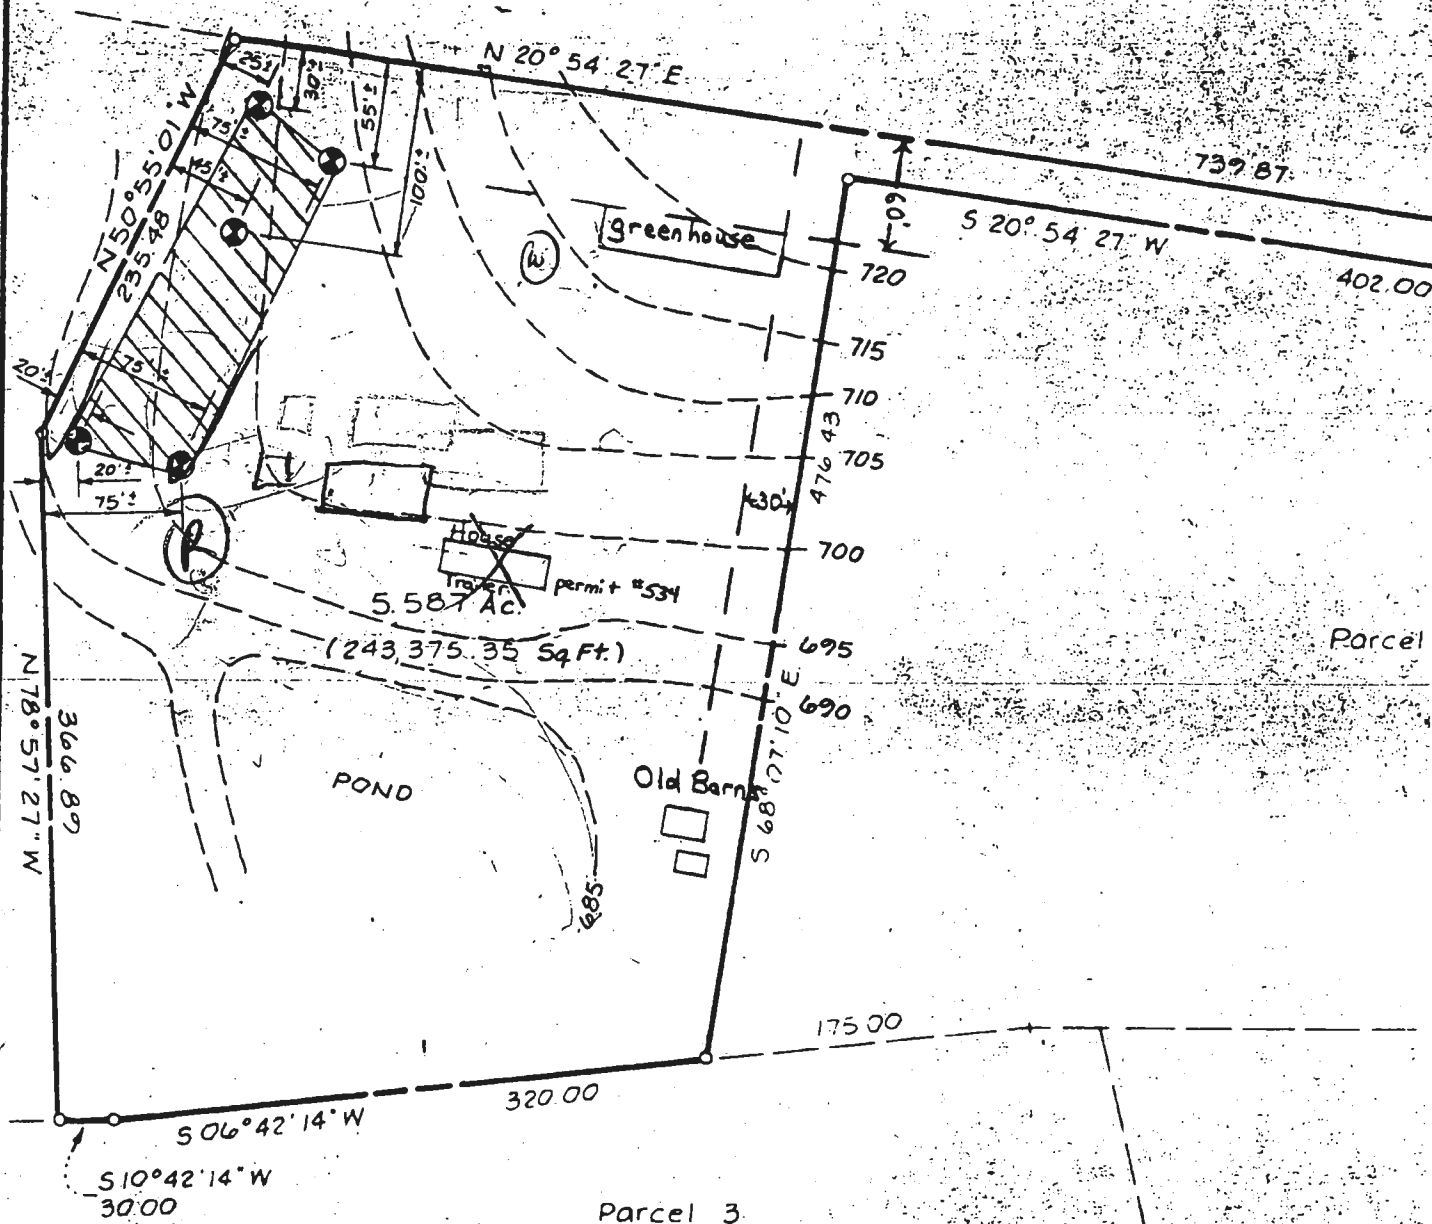 N 20° 54' 27" E
25'±
30'±
55'±
100'±
75'±
45'±
N 50° 55' 01" W
235.48
739.87
60'
S 20° 54' 27" W
402.00
greenhouse
W
720
715
710
705
476.43
30'
700
20'±
75'±
20'±
75'±
House
Trailer
permit #534
5.587 Ac.
(243,375.35 Sq Ft.)
695
690
Parcel
N 78° 57' 27" W
366.89
S 68° 07' 10" E
POND
Old Barns
685
175.00
320.00
S 06° 42' 14" W
S 10° 42' 14" W
30.00
Parcel 3